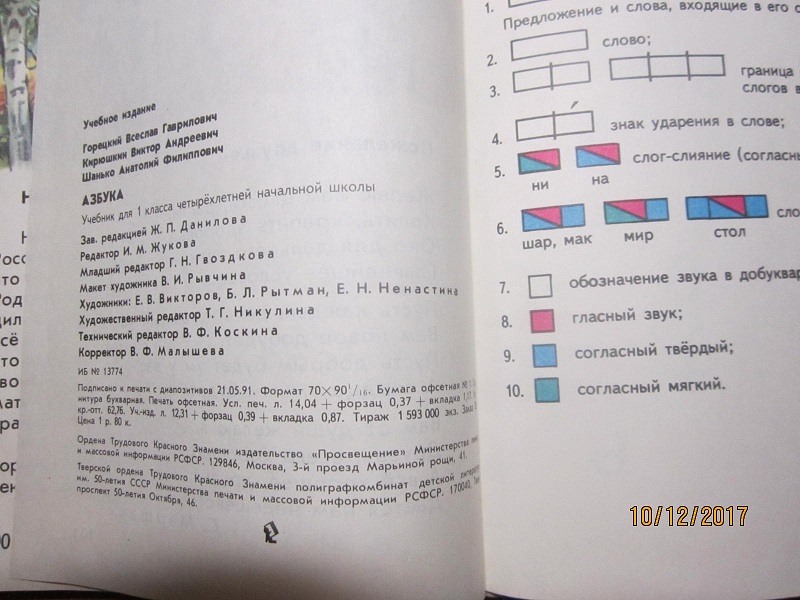 Учебное издание
Горецкий Всеслав Гаврилович
Кирюшкин Виктор Андреевич
Шанько Анатолий Филиппович
АЗБУКА
Учебник для 1 класса четырёхлетней начальной школы
Зав. редакцией Ж. П. Данилова
Редактор И. М. Жукова
Младший редактор Г. Н. Гвоздкова
Макет художника В. И. Рывчина
Художники: Е. В. Викторов, Б. Л. Рытман, Е. Н. Ненастина
Художественный редактор Т. Г. Никулина
Технический редактор В. Ф. Коскина
Корректор В. Ф. Малышева
ИБ № 13774
Подписано к печати с диапозитивов 21.05.91. Формат 70×90¹/₁₆. Бумага офсетная №
нитура букварная. Печать офсетная. Усл. печ. л. 14,04 + форзац 0,37 + вкладка
кр.-отт. 62,76. Уч.-изд. л. 12,31 + форзац 0,39 + вкладка 0,87. Тираж 1 593 000 экз.
Цена 1 р. 80 к.
Ордена Трудового Красного Знамени издательство «Просвещение» Министерства
и массовой информации РСФСР. 129846, Москва, 3-й проезд Марьиной рощи, 41.
Тверской ордена Трудового Красного Знамени полиграфкомбинат детской
им. 50-летия СССР Министерства печати и массовой информации РСФСР. 170040,
проспект 50-летия Октября, 46.
1.
Предложение и слова, входящие в его с
2. слово;
3. граница
слогов в
4. знак ударения в слове;
5. слог-слияние (согласн
ни на
6. сло
шар, мак мир стол
7. обозначение звука в добуквар
8. гласный звук;
9. согласный твёрдый;
10. согласный мягкий.
10/12/2017